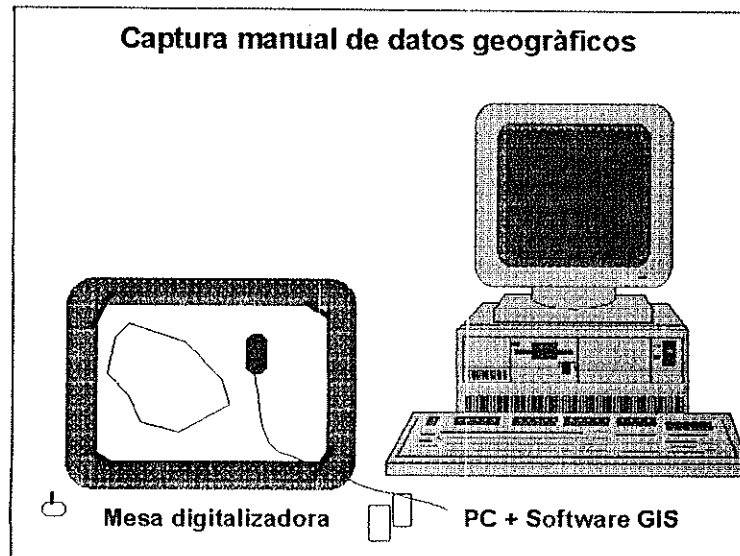 Captura manual de datos geogràficos
Mesa digitalizadora
PC + Software GIS